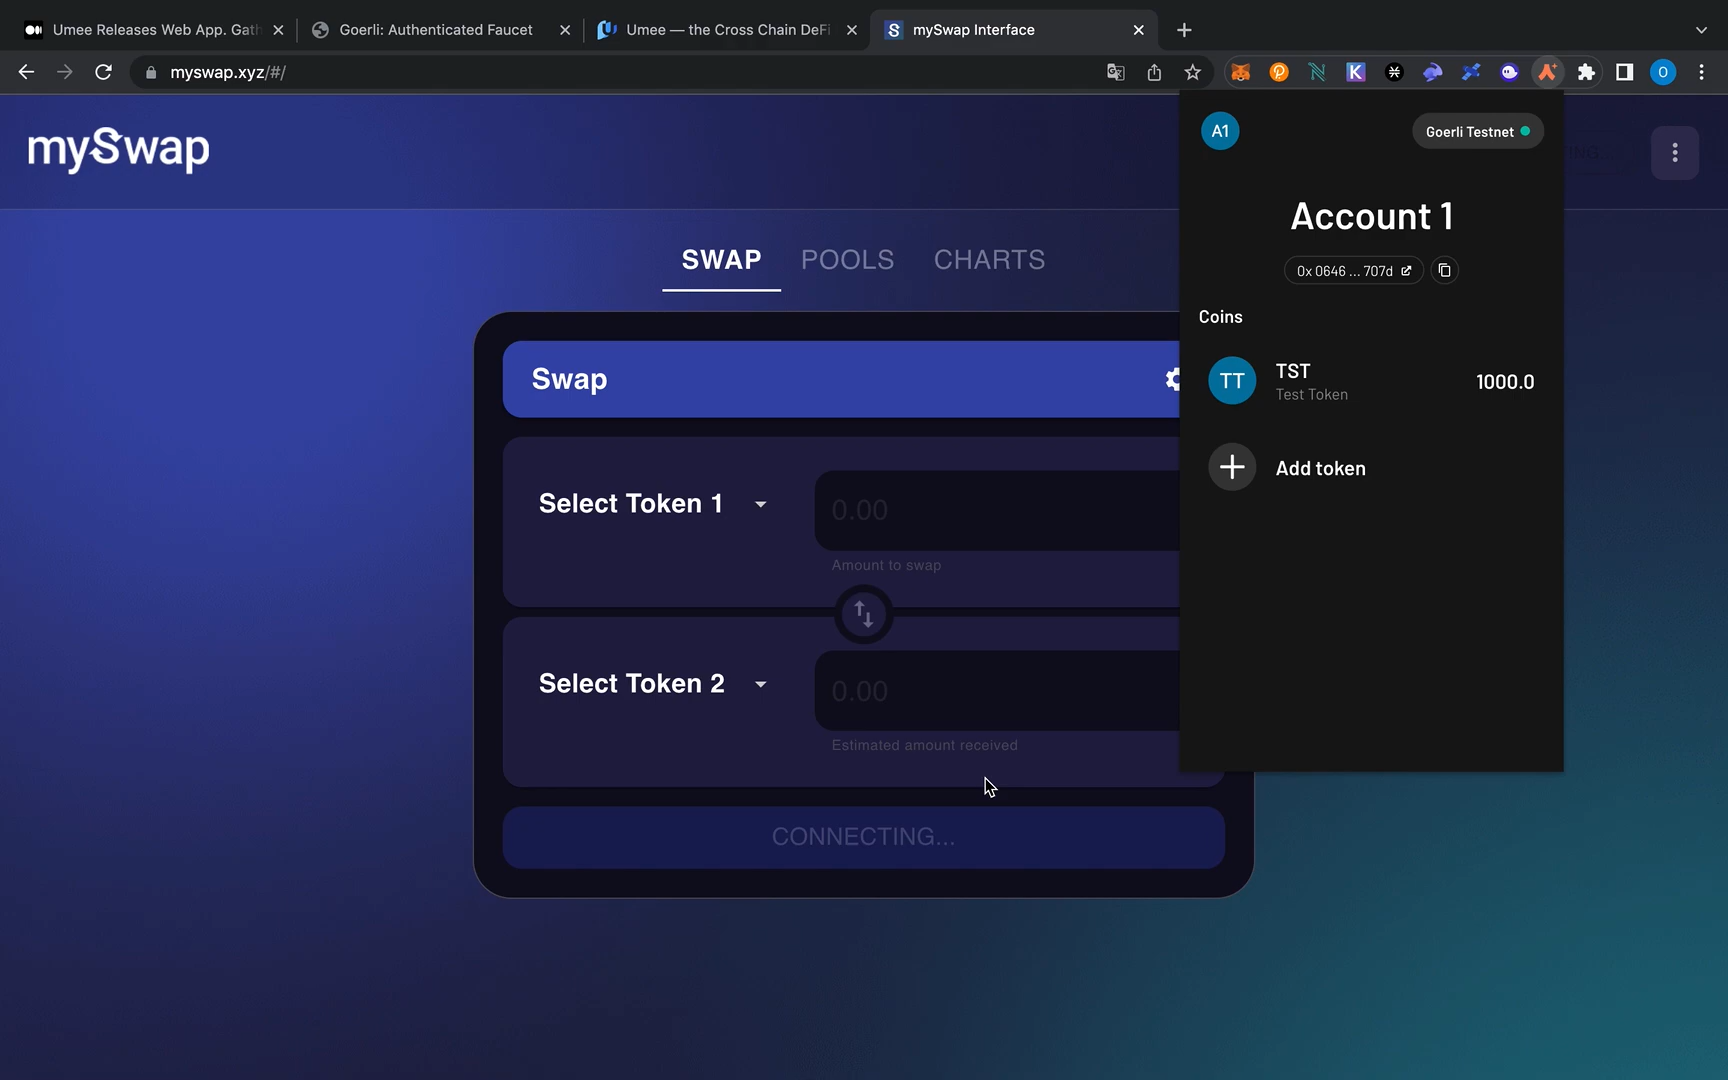 Umee Releases Web App. Gath
Goerli: Authenticated Faucet
Umee — the Cross Chain DeFi
mySwap Interface
myswap.xyz/#/
O
mySwap
A1
Goerli Testnet
Account 1
0x 0646 ... 707d
SWAP
POOLS
CHARTS
Coins
TT
TST
Test Token
1000.0
Add token
Swap
Select Token 1
0.00
Amount to swap
Select Token 2
0.00
Estimated amount received
CONNECTING...